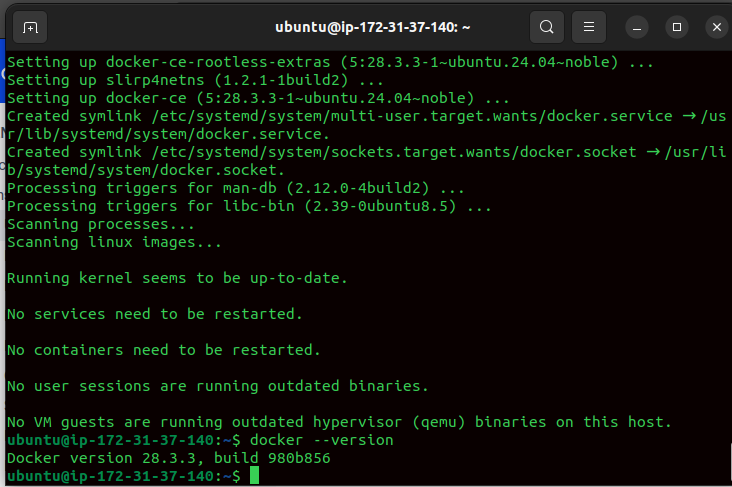 ubuntu@ip-172-31-37-140: ~
Setting up docker-ce-rootless-extras (5:28.3.3-1~ubuntu.24.04~noble) ...
Setting up slirp4netns (1.2.1-1build2) ...
Setting up docker-ce (5:28.3.3-1~ubuntu.24.04~noble) ...
Created symlink /etc/systemd/system/multi-user.target.wants/docker.service → /us
r/lib/systemd/system/docker.service.
Created symlink /etc/systemd/system/sockets.target.wants/docker.socket → /usr/li
b/systemd/system/docker.socket.
Processing triggers for man-db (2.12.0-4build2) ...
Processing triggers for libc-bin (2.39-0ubuntu8.5) ...
Scanning processes...
Scanning linux images...
Running kernel seems to be up-to-date.
No services need to be restarted.
No containers need to be restarted.
No user sessions are running outdated binaries.
No VM guests are running outdated hypervisor (qemu) binaries on this host.
ubuntu@ip-172-31-37-140:~$ docker --version
Docker version 28.3.3, build 980b856
ubuntu@ip-172-31-37-140:~$